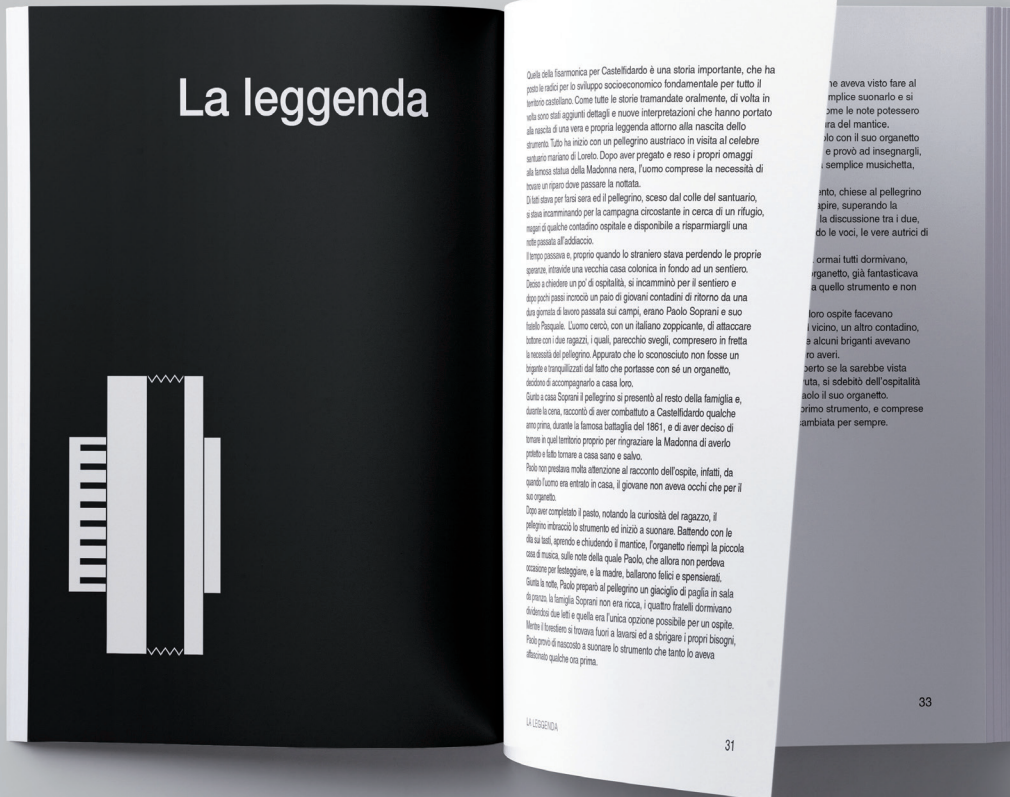 La leggenda
Quella della fisarmonica per Castelfidardo è una storia importante, che ha
posto le radici per lo sviluppo socioeconomico fondamentale per tutto il
territorio castellano. Come tutte le storie tramandate oralmente, di volta in
volta sono stati aggiunti dettagli e nuove interpretazioni che hanno portato
alla nascita di una vera e propria leggenda attorno alla nascita dello
strumento. Tutto ha inizio con un pellegrino austriaco in visita al celebre
santuario mariano di Loreto. Dopo aver pregato e reso i propri omaggi
alla famosa statua della Madonna nera, l'uomo comprese la necessità di
trovare un riparo dove passare la nottata.
Di fatti stava per farsi sera ed il pellegrino, sceso dal colle del santuario,
si stava incamminando per la campagna circostante in cerca di un rifugio,
magari di qualche contadino ospitale e disponibile a risparmiargli una
notte passata all'addiaccio.
Il tempo passava e, proprio quando lo straniero stava perdendo le proprie
speranze, intravide una vecchia casa colonica in fondo ad un sentiero.
Deciso a chiedere un po' di ospitalità, si incamminò per il sentiero e
dopo pochi passi incrociò un paio di giovani contadini di ritorno da una
dura giornata di lavoro passata sui campi, erano Paolo Soprani e suo
fratello Pasquale. L'uomo cercò, con un italiano zoppicante, di attaccare
bottone con i due ragazzi, i quali, parecchio svegli, compresero in fretta
la necessità del pellegrino. Appurato che lo sconosciuto non fosse un
brigante e tranquillizzati dal fatto che portasse con sé un organetto,
decidono di accompagnarlo a casa loro.
Giunto a casa Soprani il pellegrino si presentò al resto della famiglia e,
durante la cena, raccontò di aver combattuto a Castelfidardo qualche
anno prima, durante la famosa battaglia del 1861, e di aver deciso di
tornare in quel territorio proprio per ringraziare la Madonna di averlo
protetto e fatto tornare a casa sano e salvo.
Paolo non prestava molta attenzione al racconto dell'ospite, infatti, da
quando l'uomo era entrato in casa, il giovane non aveva occhi che per il
suo organetto.
Dopo aver completato il pasto, notando la curiosità del ragazzo, il
pellegrino imbracciò lo strumento ed iniziò a suonare. Battendo con le
dita sui tasti, aprendo e chiudendo il mantice, l'organetto riempì la piccola
casa di musica, sulle note della quale Paolo, che allora non perdeva
occasione per festeggiare, e la madre, ballarono felici e spensierati.
Giunta la notte, Paolo preparò al pellegrino un giaciglio di paglia in sala
da pranzo, la famiglia Soprani non era ricca, i quattro fratelli dormivano
dividendosi due letti e quella era l'unica opzione possibile per un ospite.
Mentre il forestiero si trovava fuori a lavarsi ed a sbrigare i propri bisogni,
Paolo provò di nascosto a suonare lo strumento che tanto lo aveva
affascinato qualche ora prima.
LA LEGGENDA
31
aveva visto fare al
suonarlo e si
le note potessero
del mantice.
con il suo organetto
e provò ad insegnargli,
semplice musichetta,
chiese al pellegrino
superando la
la discussione tra i due,
le voci, le vere autrici di
ormai tutti dormivano,
già fantasticava
a quello strumento e non
loro ospite facevano
vicino, un altro contadino,
e alcuni briganti avevano
averi.
se la sarebbe vista
si sdebitò dell'ospitalità
il suo organetto.
primo strumento, e comprese
cambiata per sempre.
33